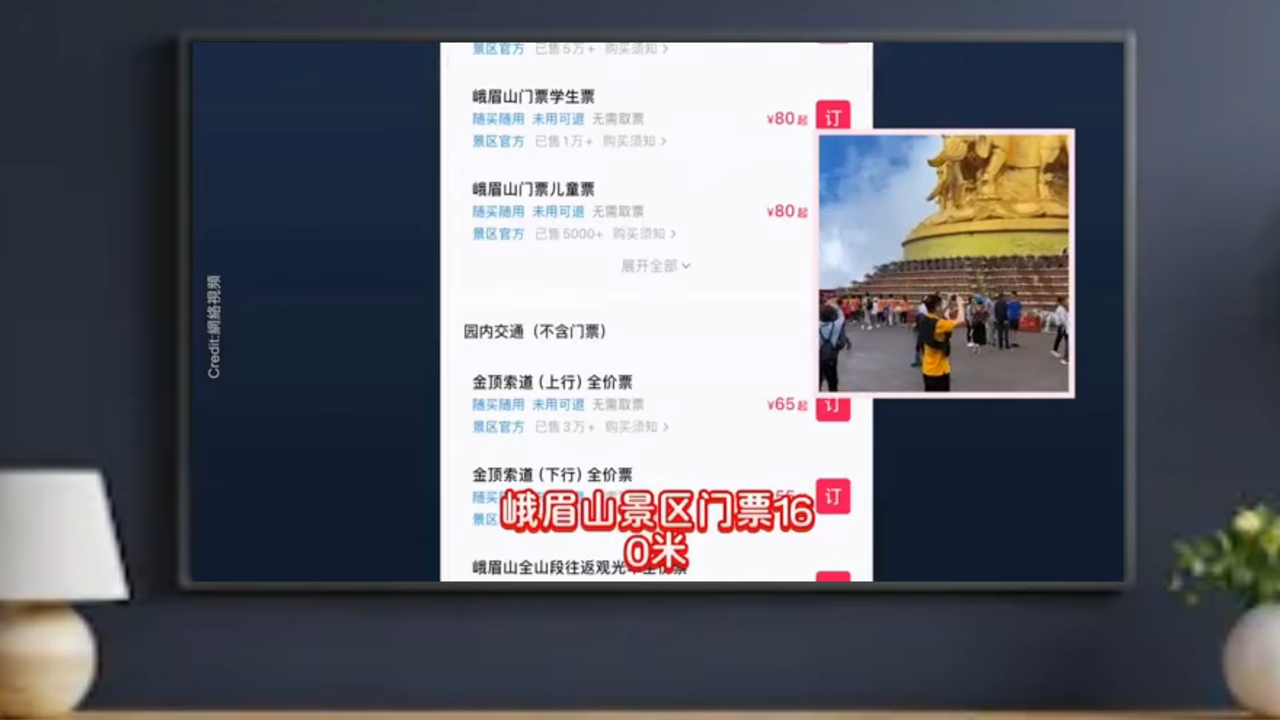 景区官方 已售5万+ 购买须知 >
峨眉山门票学生票
随买随用 未用可退 无需取票
¥80起 订
景区官方 已售1万+ 购买须知 >
峨眉山门票儿童票
随买随用 未用可退 无需取票
¥80起
景区官方 已售5000+ 购买须知 >
展开全部
园内交通（不含门票）
金顶索道（上行）全价票
随买随用 未用可退 无需取票
¥65起 订
景区官方 已售3万+ 购买须知 >
金顶索道（下行）全价票
随买
订
景区
峨眉山景区门票16
0米
峨眉山全山段往返观光
Credit:網絡視頻